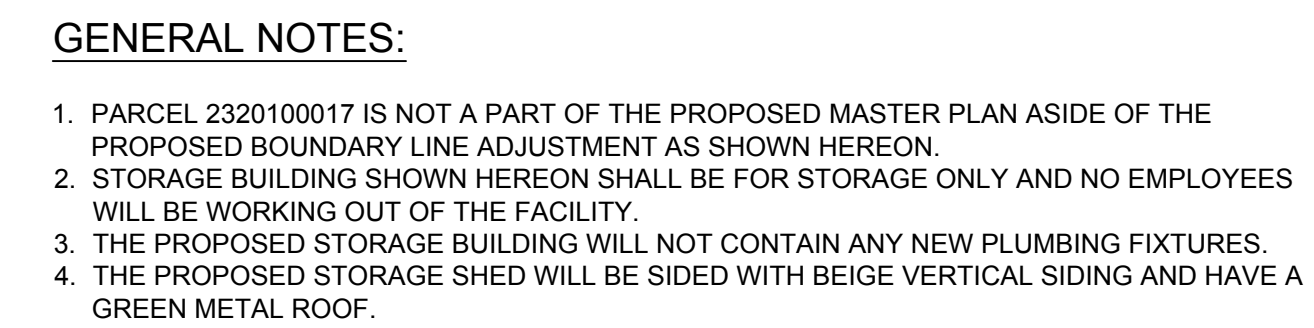 GENERAL NOTES:
1. PARCEL 2320100017 IS NOT A PART OF THE PROPOSED MASTER PLAN ASIDE OF THE
PROPOSED BOUNDARY LINE ADJUSTMENT AS SHOWN HEREON.
2. STORAGE BUILDING SHOWN HEREON SHALL BE FOR STORAGE ONLY AND NO EMPLOYEES
WILL BE WORKING OUT OF THE FACILITY.
3. THE PROPOSED STORAGE BUILDING WILL NOT CONTAIN ANY NEW PLUMBING FIXTURES.
4. THE PROPOSED STORAGE SHED WILL BE SIDED WITH BEIGE VERTICAL SIDING AND HAVE A
GREEN METAL ROOF.